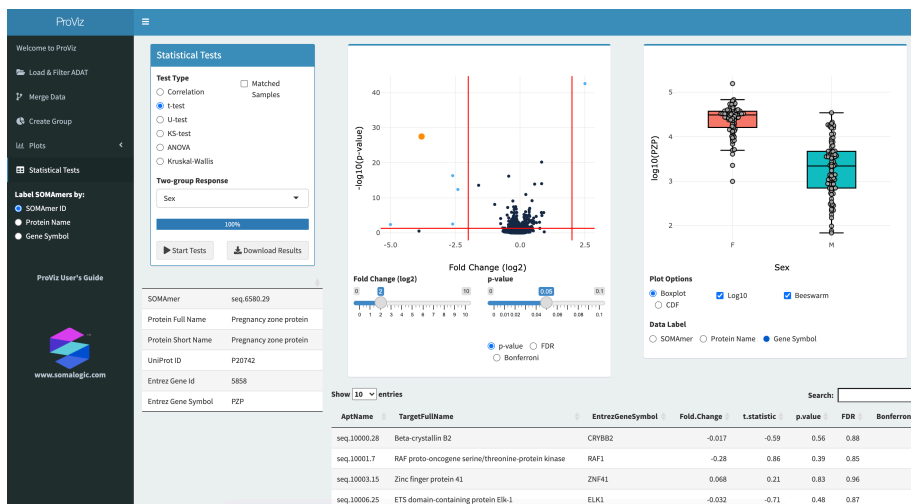 ProViz
Welcome to ProViz
Load & Filter ADAT
Merge Data
Create Group
Plots
Statistical Tests
Label SOMAmers by:
SOMAmer ID
Protein Name
Gene Symbol
ProViz User's Guide
www.somalogic.com
Statistical Tests
Test Type
Matched Samples
Correlation
t-test
U-test
KS-test
ANOVA
Kruskal-Wallis
Two-group Response
Sex
100%
Start Tests
Download Results
SOMAmer seq.6580.29
Protein Full Name Pregnancy zone protein
Protein Short Name Pregnancy zone protein
UniProt ID P20742
Entrez Gene Id 5858
Entrez Gene Symbol PZP
-log10(p-value)
40
30
20
10
0
-5.0 -2.5 0.0 2.5
Fold Change (log2)
Fold Change (log2)
0 2 10
0 1 2 3 4 5 6 7 8 9 10
p-value
0 0.05 0.1
0 0.01 0.02 0.04 0.05 0.06 0.08 0.1
p-value FDR
Bonferroni
log10(PZP)
5
4
3
2
F M
Sex
Plot Options
Boxplot Log10 Beeswarm
CDF
Data Label
SOMAmer Protein Name Gene Symbol
Show 10 entries
Search:
AptName TargetFullName EntrezGeneSymbol Fold.Change t.statistic p.value FDR Bonferron
seq.10000.28 Beta-crystallin B2 CRYBB2 -0.017 -0.59 0.56 0.88
seq.10001.7 RAF proto-oncogene serine/threonine-protein kinase RAF1 -0.28 0.86 0.39 0.85
seq.10003.15 Zinc finger protein 41 ZNF41 0.068 0.21 0.83 0.96
seq.10006.25 ETS domain-containing protein Elk-1 ELK1 -0.032 -0.71 0.48 0.87